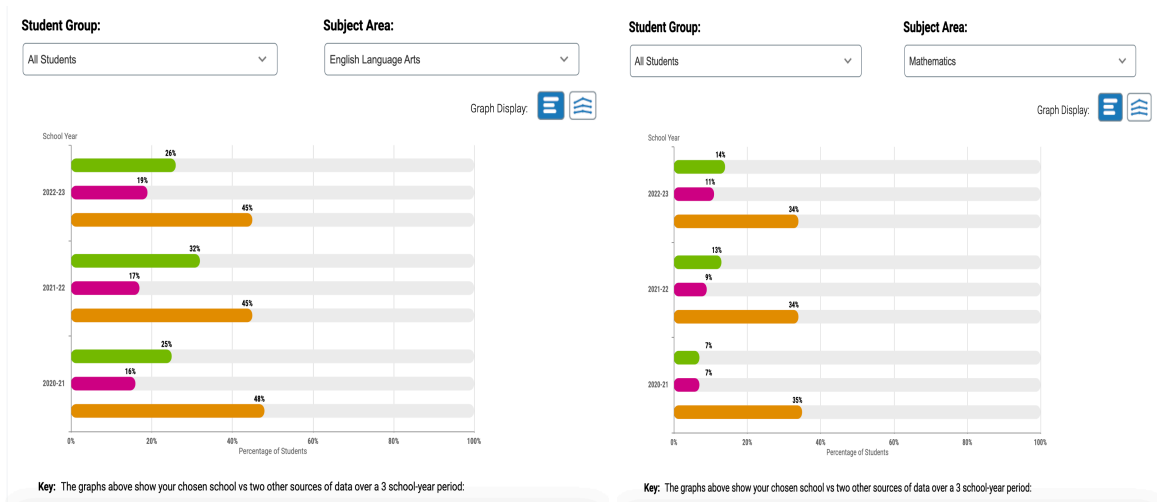 Student Group:
Subject Area:
All Students
English Language Arts
Graph Display:
School Year
26%
2022-23
19%
45%
32%
2021-22
17%
45%
25%
2020-21
16%
48%
0%
20%
40%
60%
80%
100%
Percentage of Students
Key: The graphs above show your chosen school vs two other sources of data over a 3 school-year period:
Student Group:
Subject Area:
All Students
Mathematics
Graph Display:
School Year
14%
2022-23
11%
34%
13%
2021-22
9%
34%
7%
2020-21
7%
35%
0%
20%
40%
60%
80%
100%
Percentage of Students
Key: The graphs above show your chosen school vs two other sources of data over a 3 school-year period: